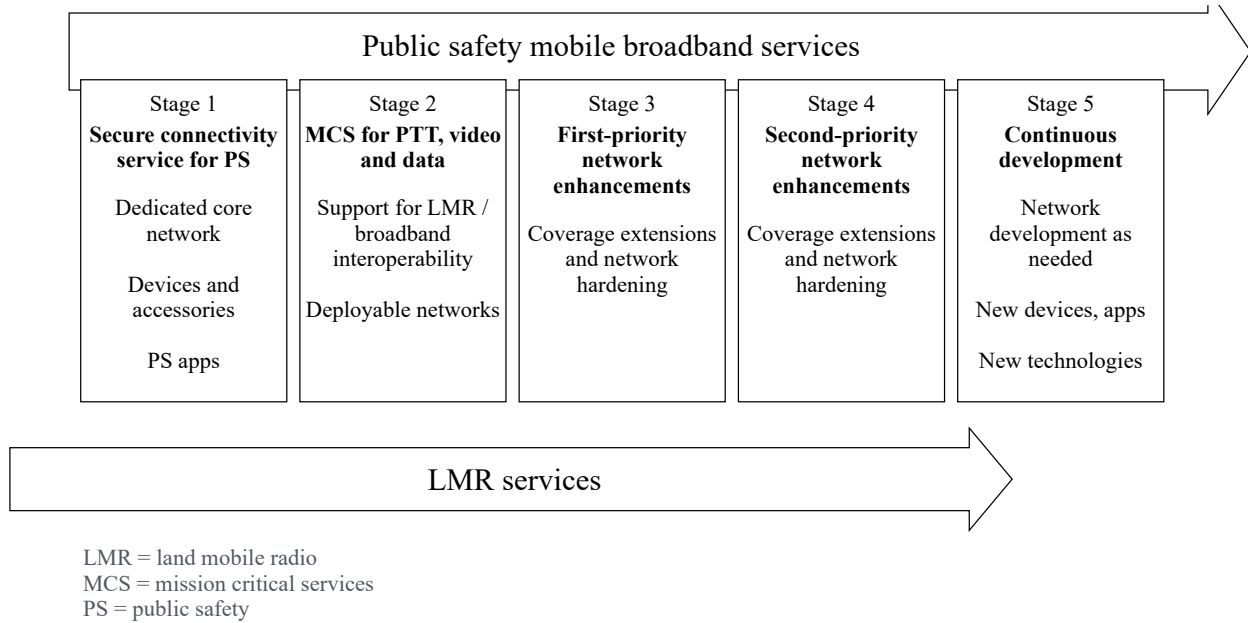 Public safety mobile broadband services
Stage 1
Secure connectivity
service for PS
Dedicated core
network
Devices and
accessories
PS apps
Stage 2
MCS for PTT, video
and data
Support for LMR /
broadband
interoperability
Deployable networks
Stage 3
First-priority
network
enhancements
Coverage extensions
and network
hardening
Stage 4
Second-priority
network
enhancements
Coverage extensions
and network
hardening
Stage 5
Continuous
development
Network
development as
needed
New devices, apps
New technologies
LMR services
LMR = land mobile radio
MCS = mission critical services
PS = public safety